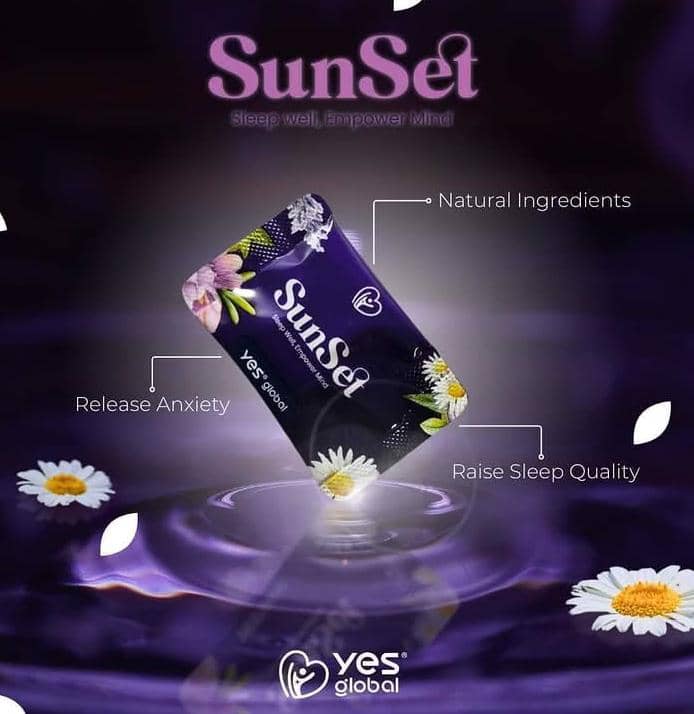 SunSet
Sleep well, Empower Mind
Natural Ingredients
SunSet
Sleep Well, Empower Mind
yes® global
Release Anxiety
Raise Sleep Quality
yes®
global